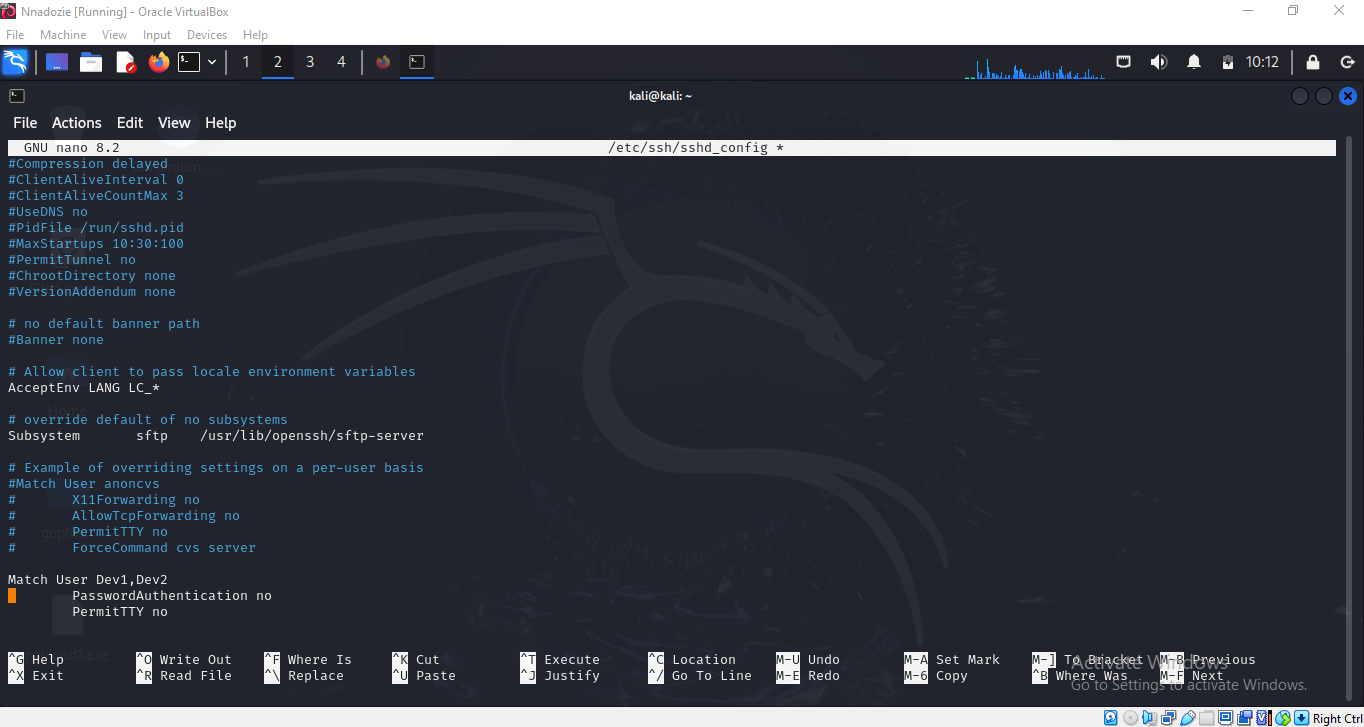 Nnadozie [Running] - Oracle VirtualBox
File Machine View Input Devices Help
1 2 3 4 10:12
kali@kali: ~
File Actions Edit View Help
GNU nano 8.2 /etc/ssh/sshd_config *
#Compression delayed
#ClientAliveInterval 0
#ClientAliveCountMax 3
#UseDNS no
#PidFile /run/sshd.pid
#MaxStartups 10:30:100
#PermitTunnel no
#ChrootDirectory none
#VersionAddendum none
# no default banner path
#Banner none
# Allow client to pass locale environment variables
AcceptEnv LANG LC_*
# override default of no subsystems
Subsystem sftp /usr/lib/openssh/sftp-server
# Example of overriding settings on a per-user basis
#Match User anoncvs
# X11Forwarding no
# AllowTcpForwarding no
# PermitTTY no
# ForceCommand cvs server
Match User Dev1,Dev2
PasswordAuthentication no
PermitTTY no
^G Help ^O Write Out ^F Where Is ^K Cut ^T Execute ^C Location M-U Undo M-A Set Mark M-] To Bracket M-B Previous
^X Exit ^R Read File ^\ Replace ^U Paste ^J Justify ^/ Go To Line M-E Redo M-6 Copy ^B Where Was M-F Next
Activate Windows
Go to Settings to activate Windows.
Right Ctrl